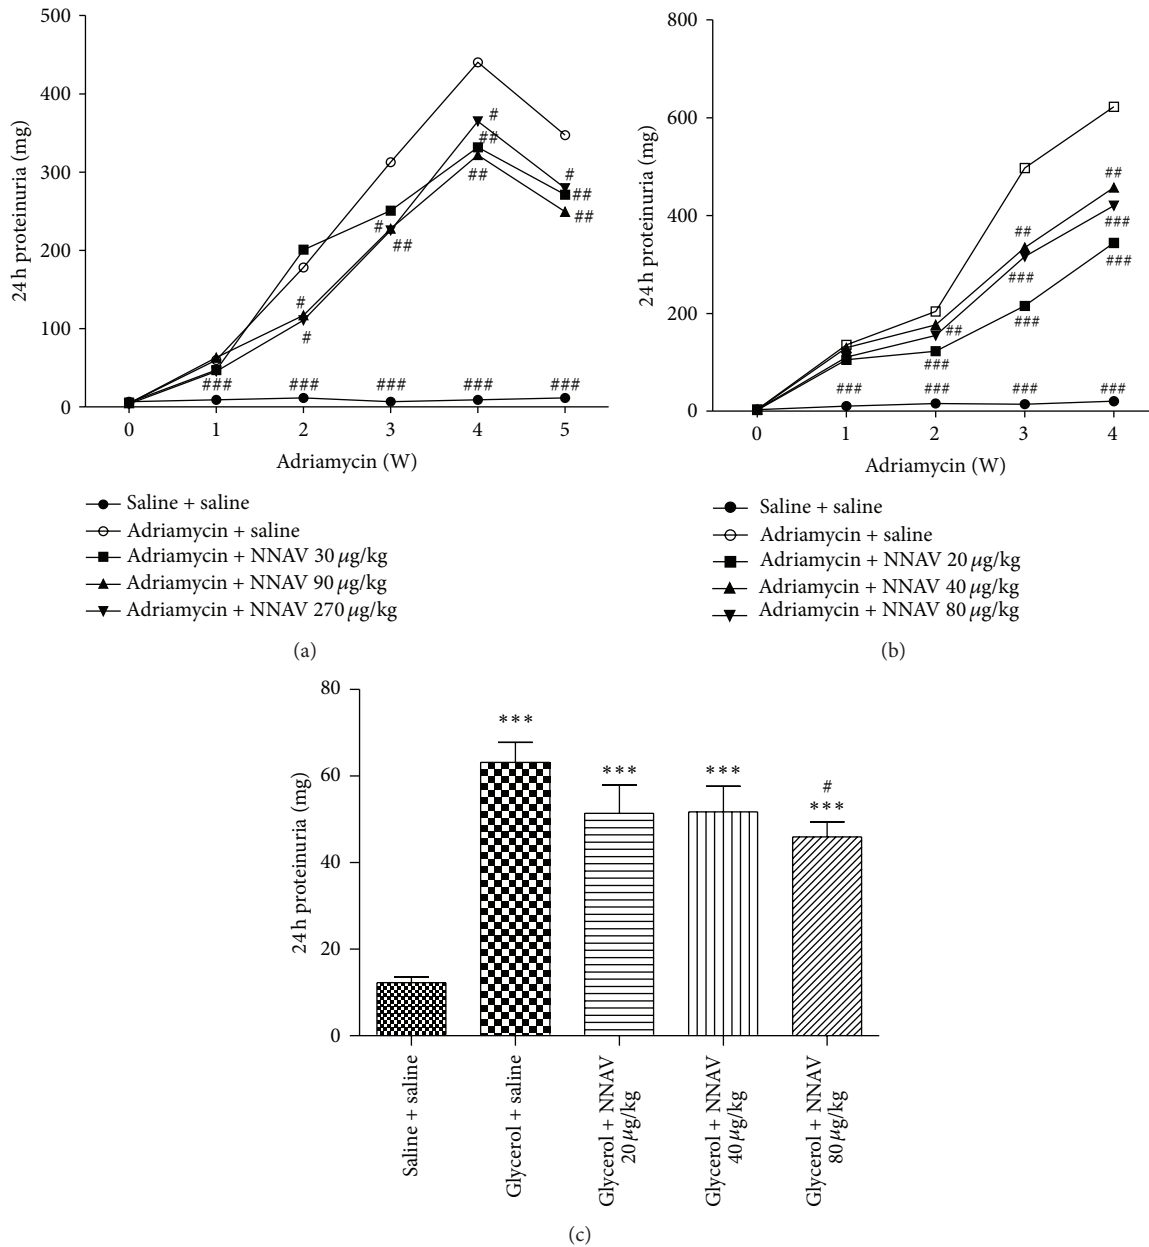 500
400
300
200
100
0
24 h proteinuria (mg)
# 
##
##
#
##
##
#
##
#
#
### ### ### ### ###
0 1 2 3 4 5
Adriamycin (W)
Saline + saline
Adriamycin + saline
Adriamycin + NNAV 30 μg/kg
Adriamycin + NNAV 90 μg/kg
Adriamycin + NNAV 270 μg/kg
(a)
800
600
400
200
0
24 h proteinuria (mg)
##
###
###
##
###
###
##
###
### ### ### ###
0 1 2 3 4
Adriamycin (W)
Saline + saline
Adriamycin + saline
Adriamycin + NNAV 20 μg/kg
Adriamycin + NNAV 40 μg/kg
Adriamycin + NNAV 80 μg/kg
(b)
80
60
40
20
0
24 h proteinuria (mg)
***
***
***
#
***
Saline + saline
Glycerol + saline
Glycerol + NNAV
20 μg/kg
Glycerol + NNAV
40 μg/kg
Glycerol + NNAV
80 μg/kg
(c)